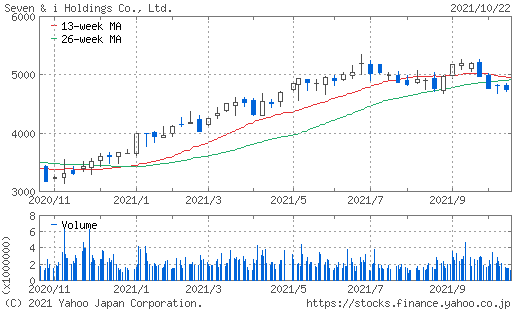 Seven & i Holdings Co., Ltd. 2021/10/22
6000
13-week MA
26-week MA
5000
4000
3000
2020/11 2021/1 2021/3 2021/5 2021/7 2021/9
8
Volume
6
4
2
0
(x10000000)
2020/11 2021/1 2021/3 2021/5 2021/7 2021/9
(C) 2021 Yahoo Japan Corporation. https://stocks.finance.yahoo.co.jp/